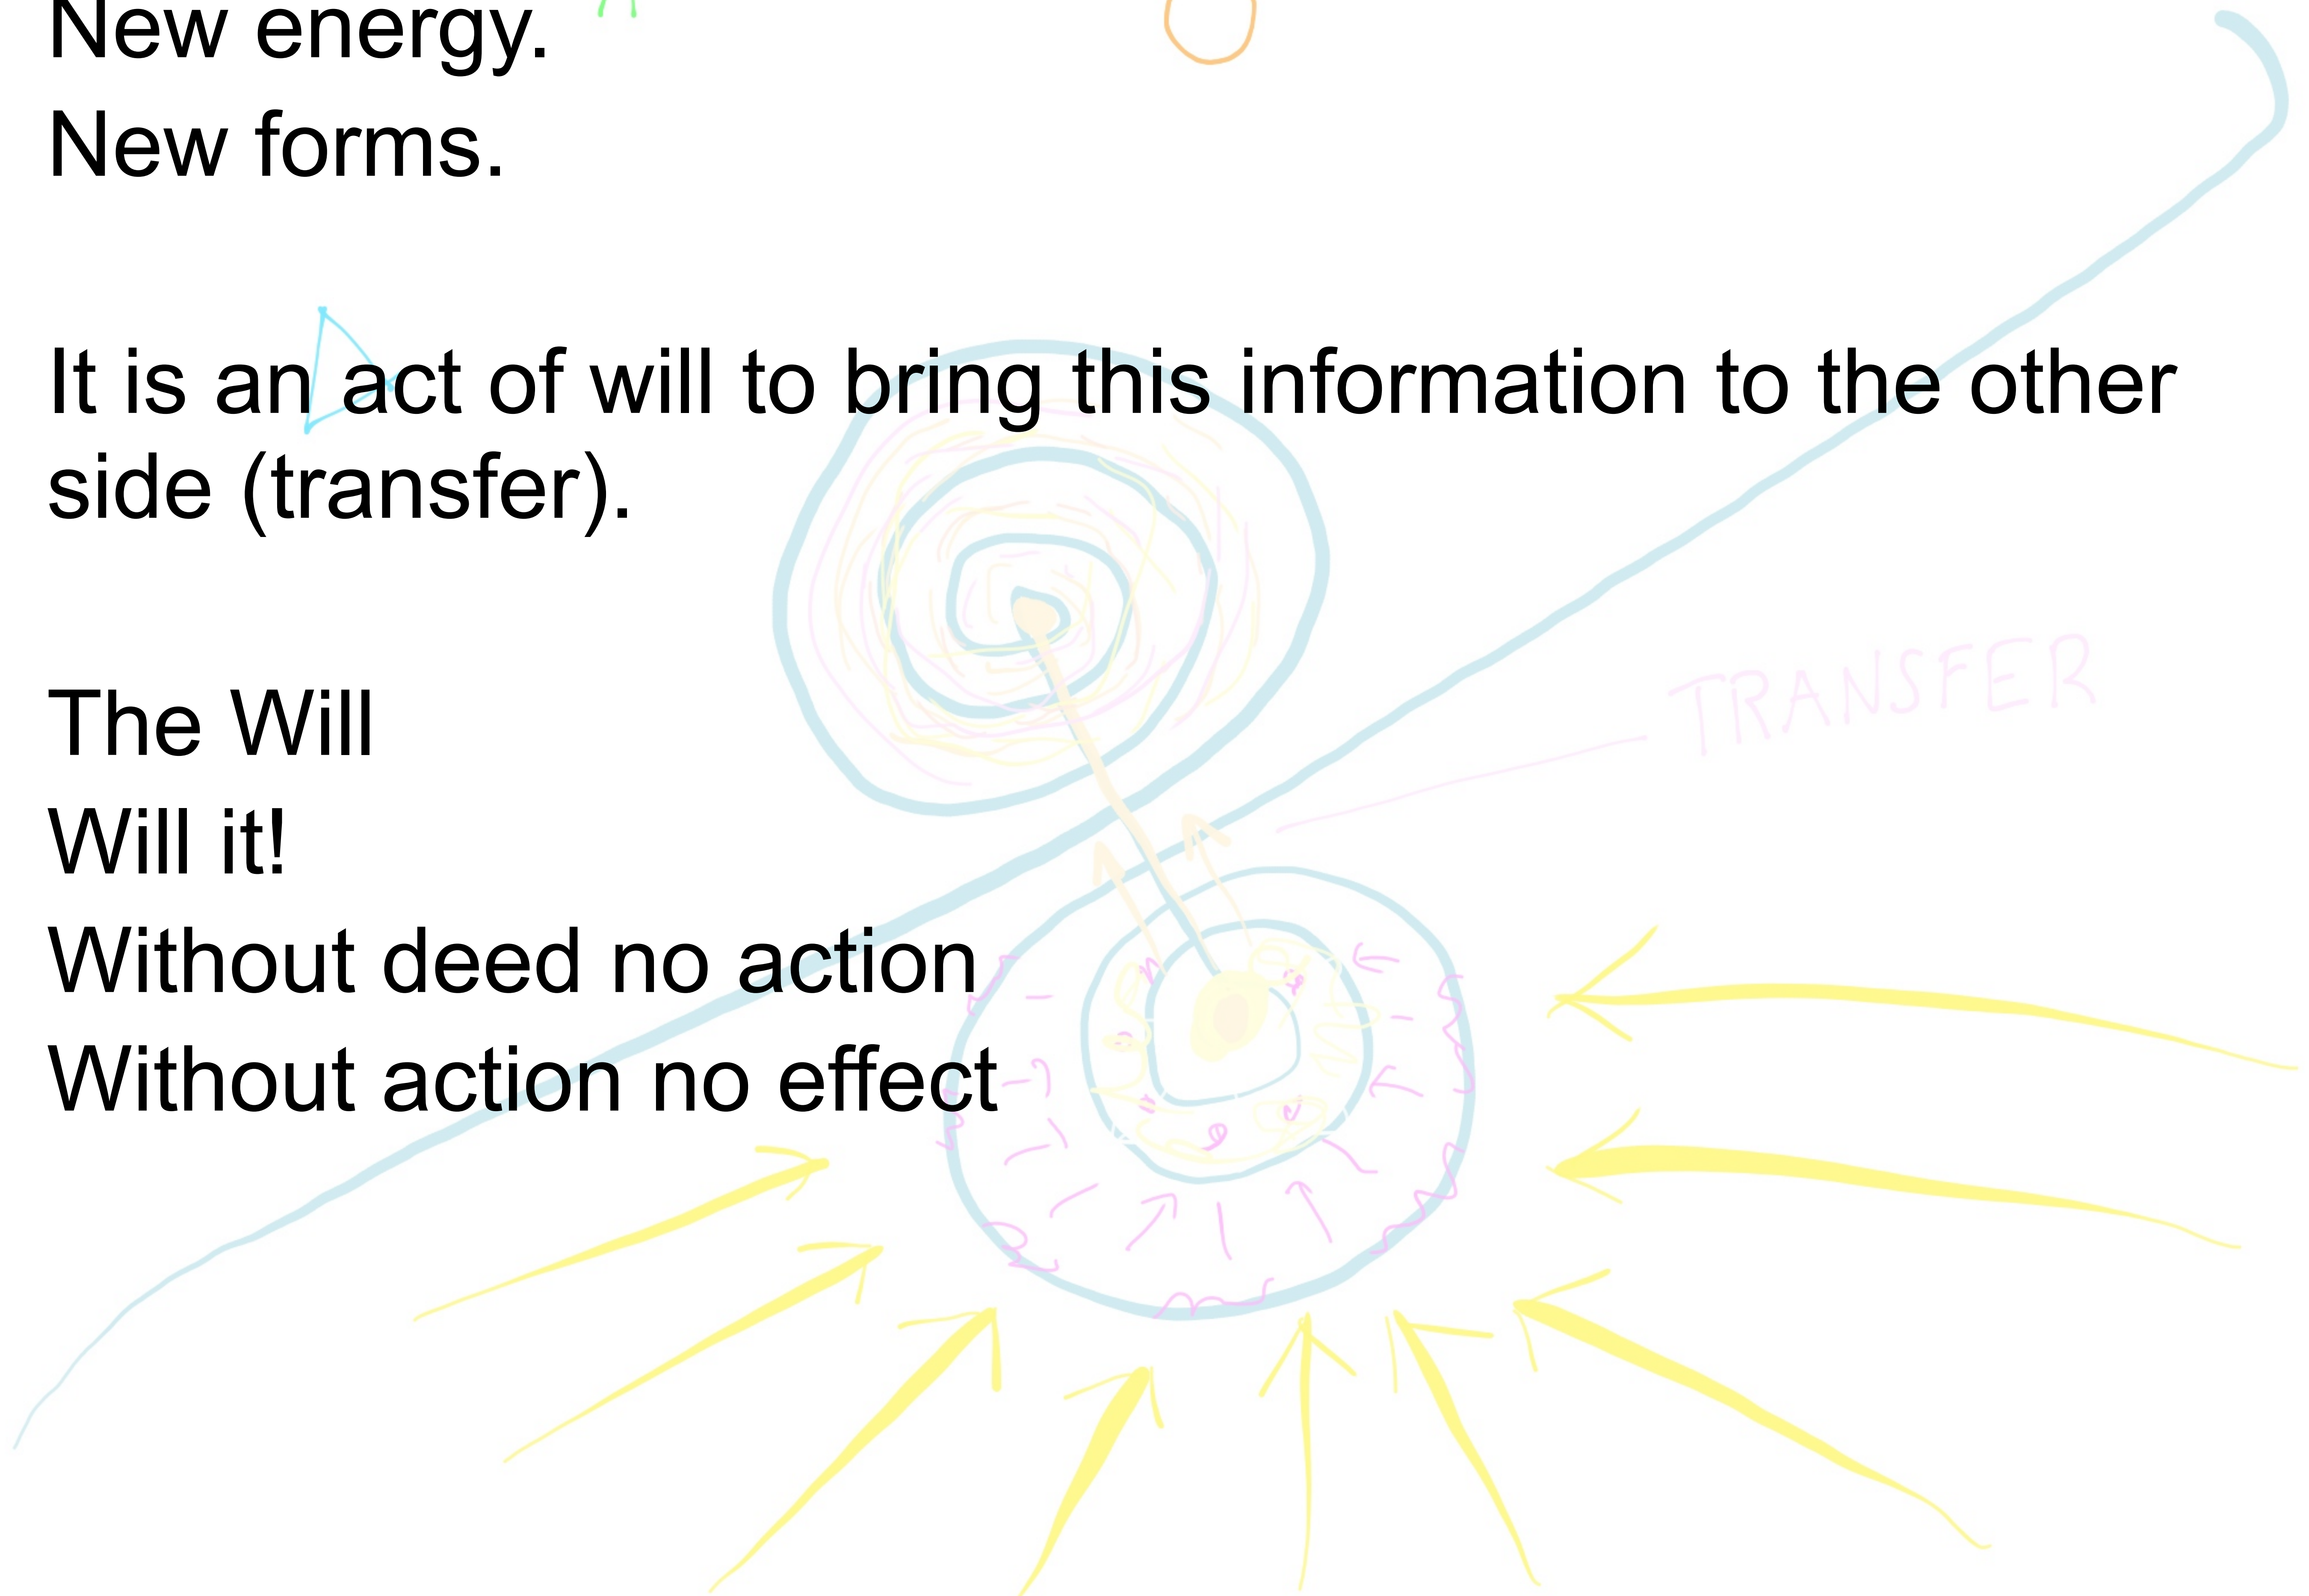 New energy.
New forms.
It is an act of will to bring this information to the other
side (transfer).
TRANSFER
The Will
Will it!
Without deed no action
Without action no effect